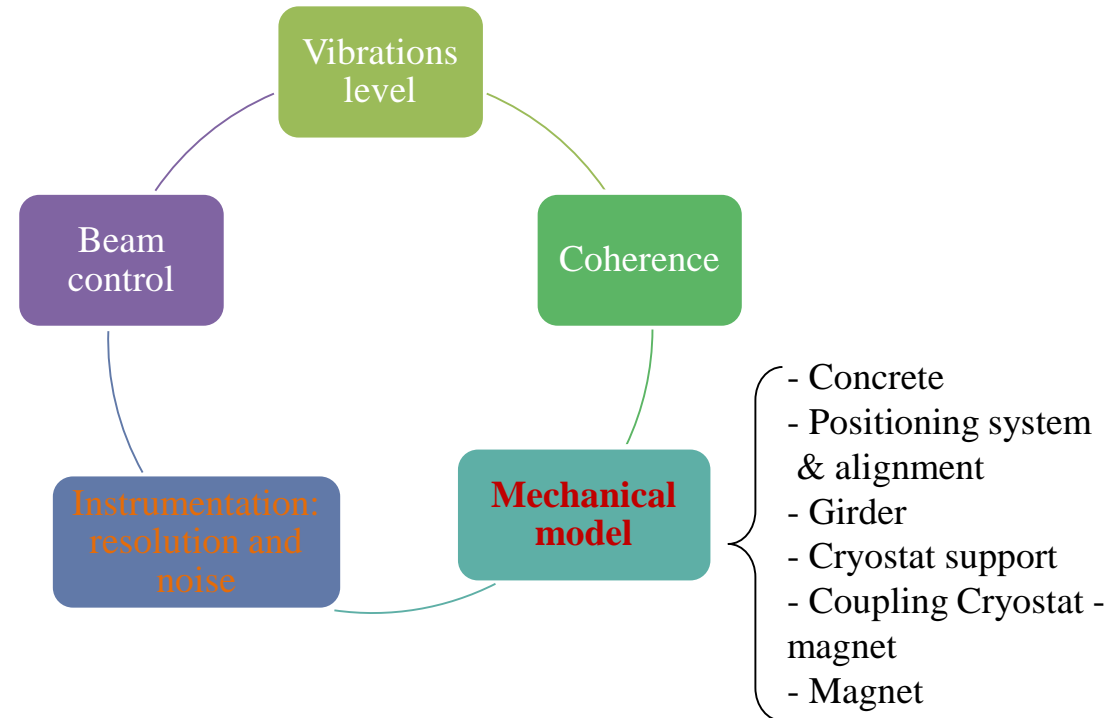 Vibrations
level
Beam
control
Coherence
Instrumentation:
resolution and
noise
Mechanical
model
- Concrete
- Positioning system
& alignment
- Girder
- Cryostat support
- Coupling Cryostat -
magnet
- Magnet